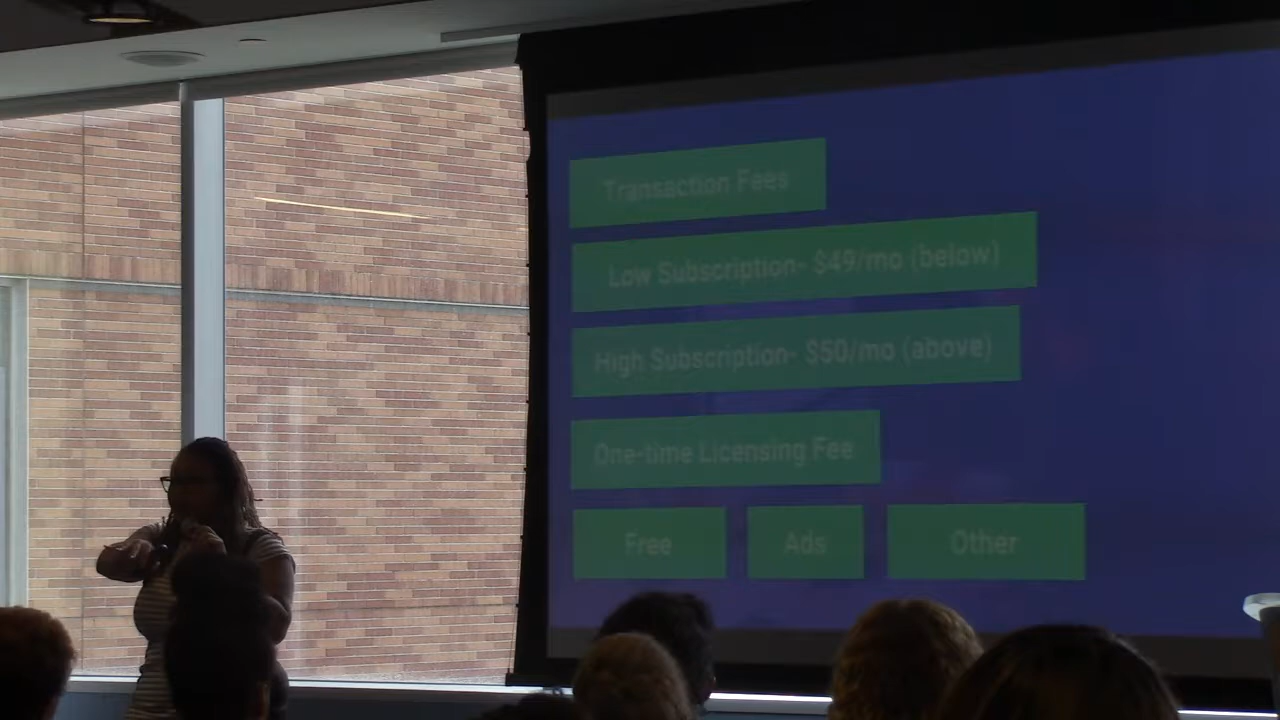 Transaction Fees
Low Subscription- $49/mo (below)
High Subscription- $50/mo (above)
One-time Licensing Fee
Free
Ads
Other